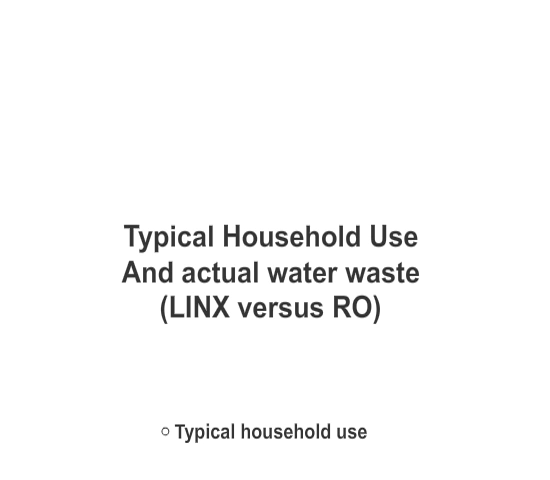 Typical Household Use
And actual water waste
(LINX versus RO)
Typical household use